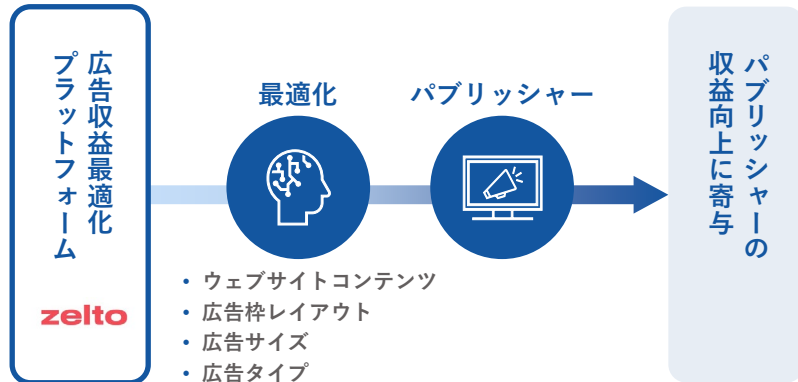 広告収益最適化
プラットフォーム
zelto
最適化
パブリッシャー
・ウェブサイトコンテンツ
・広告枠レイアウト
・広告サイズ
・広告タイプ
パブリッシャーの
収益向上に寄与